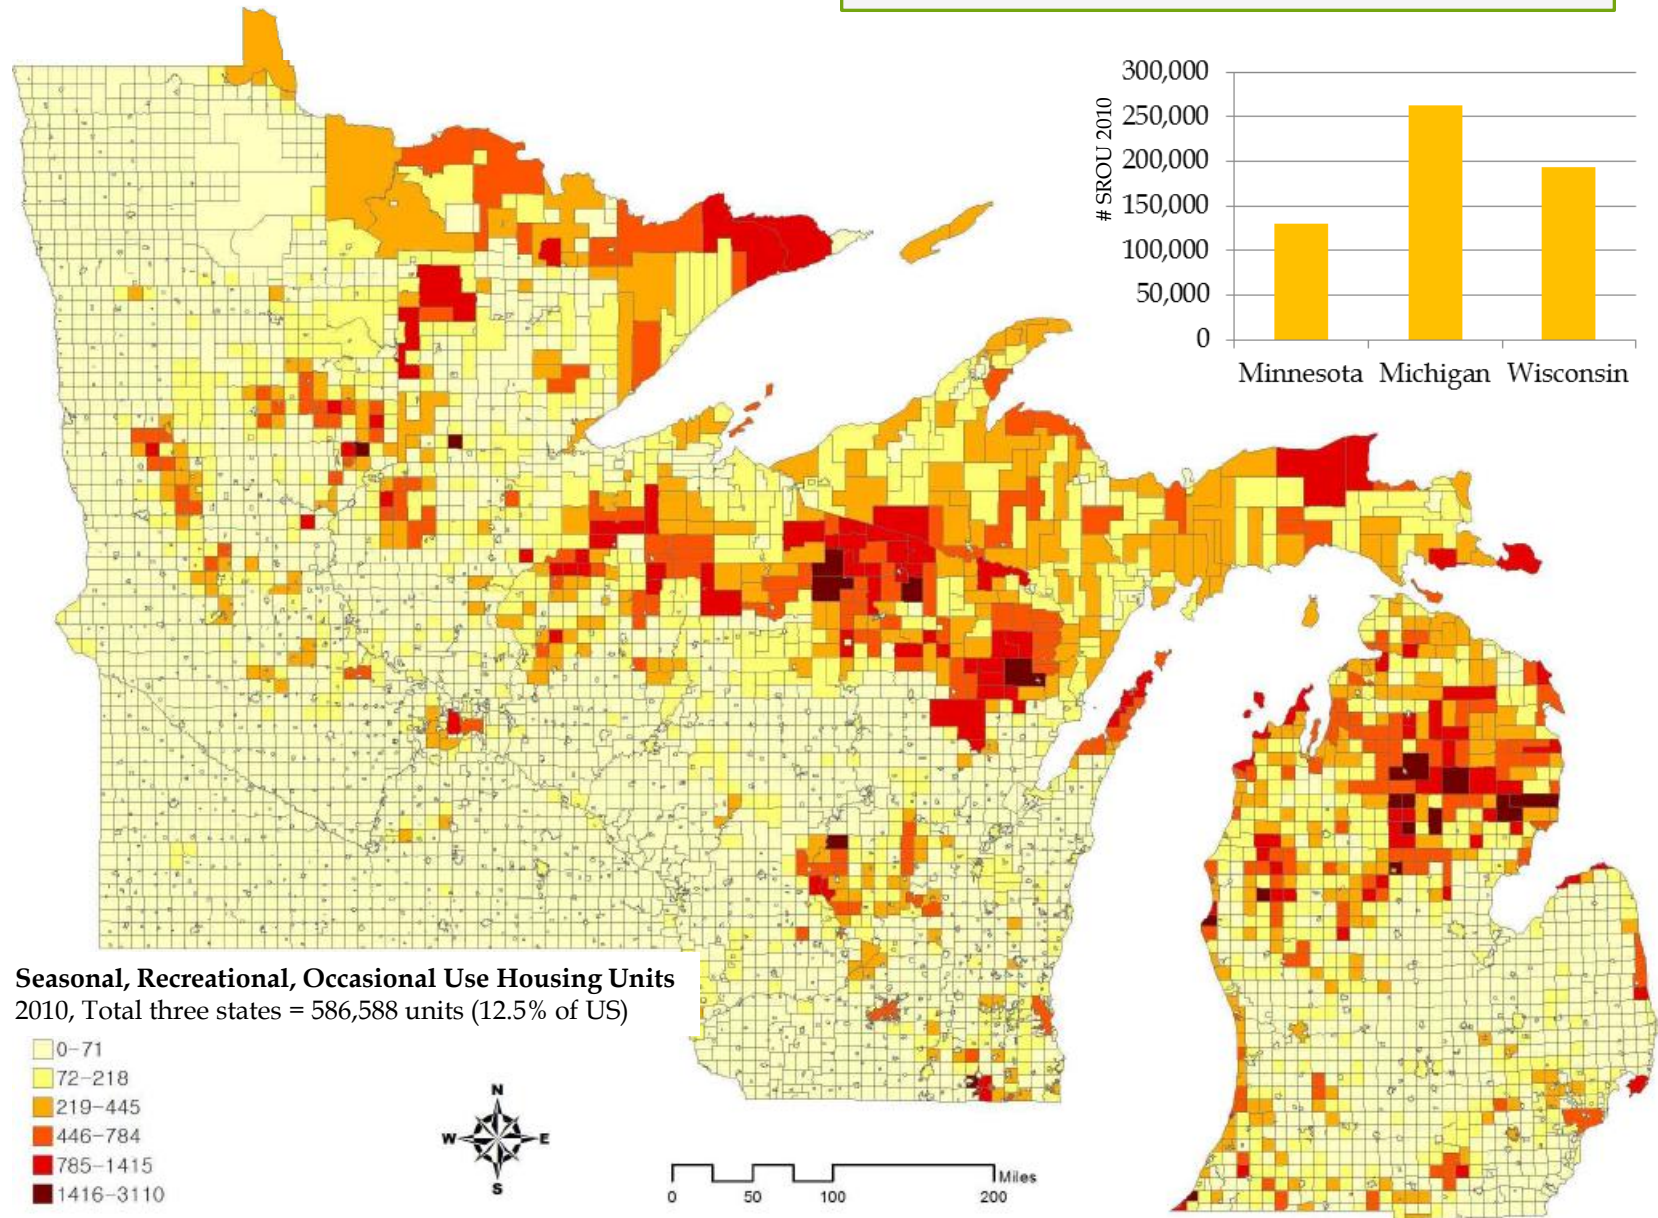 300,000
250,000
200,000
150,000
100,000
50,000
0
# SROU 2010
Minnesota Michigan Wisconsin
Seasonal, Recreational, Occasional Use Housing Units
2010, Total three states = 586,588 units (12.5% of US)
0-71
72-218
219-445
446-784
785-1415
1416-3110
N
W E
S
Miles
0 50 100 200